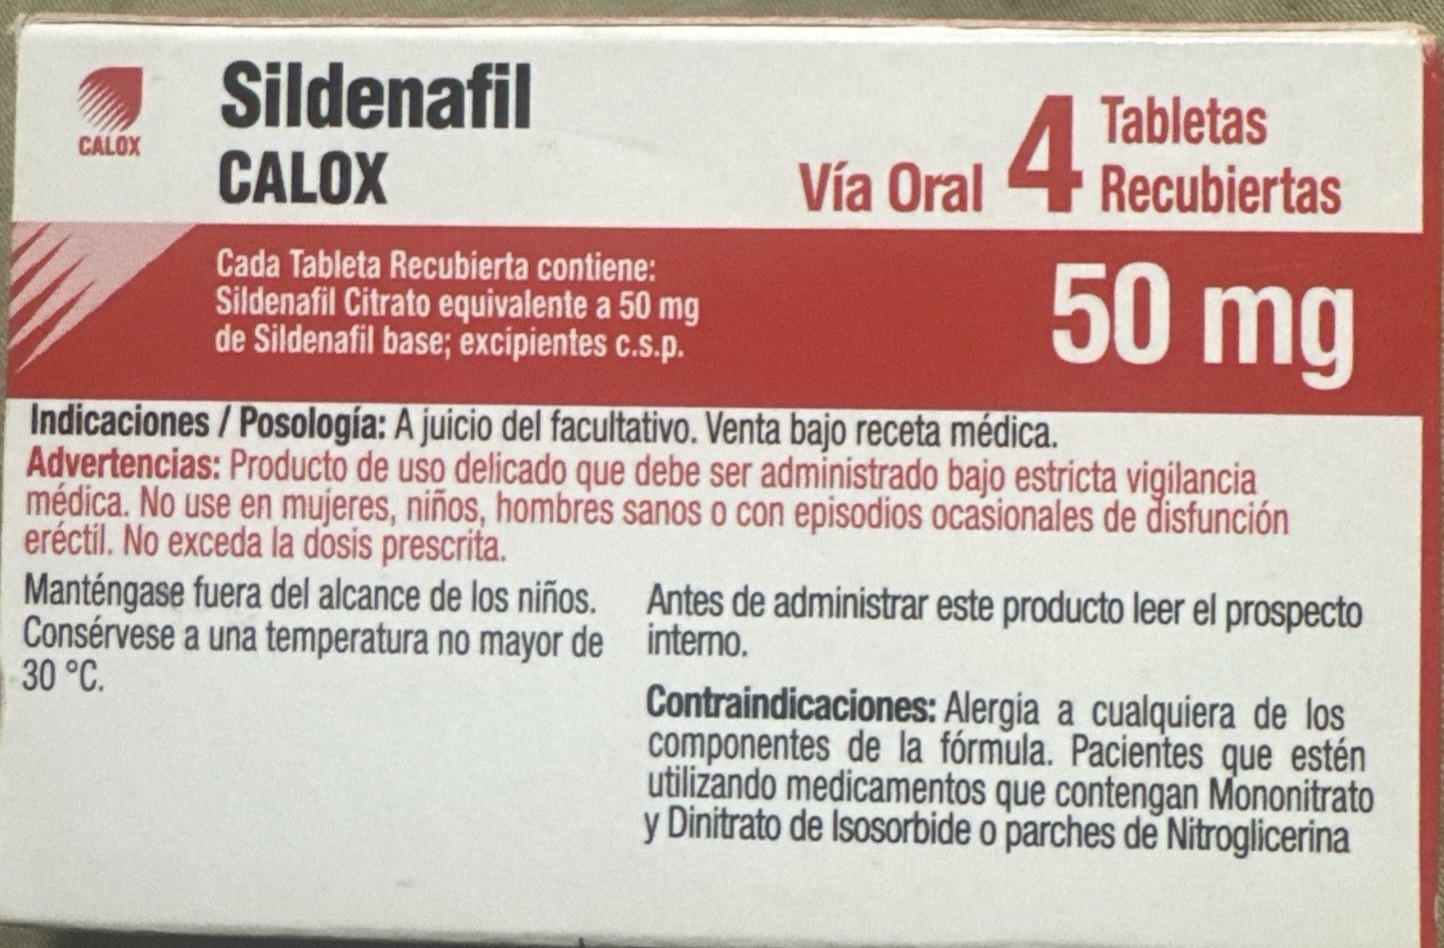 CALOX
Sildenafil
CALOX
Vía Oral 4 Tabletas
Recubiertas
Cada Tableta Recubierta contiene:
Sildenafil Citrato equivalente a 50 mg
de Sildenafil base; excipientes c.s.p.
50 mg
Indicaciones / Posología: A juicio del facultativo. Venta bajo receta médica.
Advertencias: Producto de uso delicado que debe ser administrado bajo estricta vigilancia
médica. No use en mujeres, niños, hombres sanos o con episodios ocasionales de disfunción
eréctil. No exceda la dosis prescrita.
Manténgase fuera del alcance de los niños.
Consérvese a una temperatura no mayor de
30 °C.
Antes de administrar este producto leer el prospecto
interno.
Contraindicaciones: Alergia a cualquiera de los
componentes de la fórmula. Pacientes que estén
utilizando medicamentos que contengan Mononitrato
y Dinitrato de Isosorbide o parches de Nitroglicerina